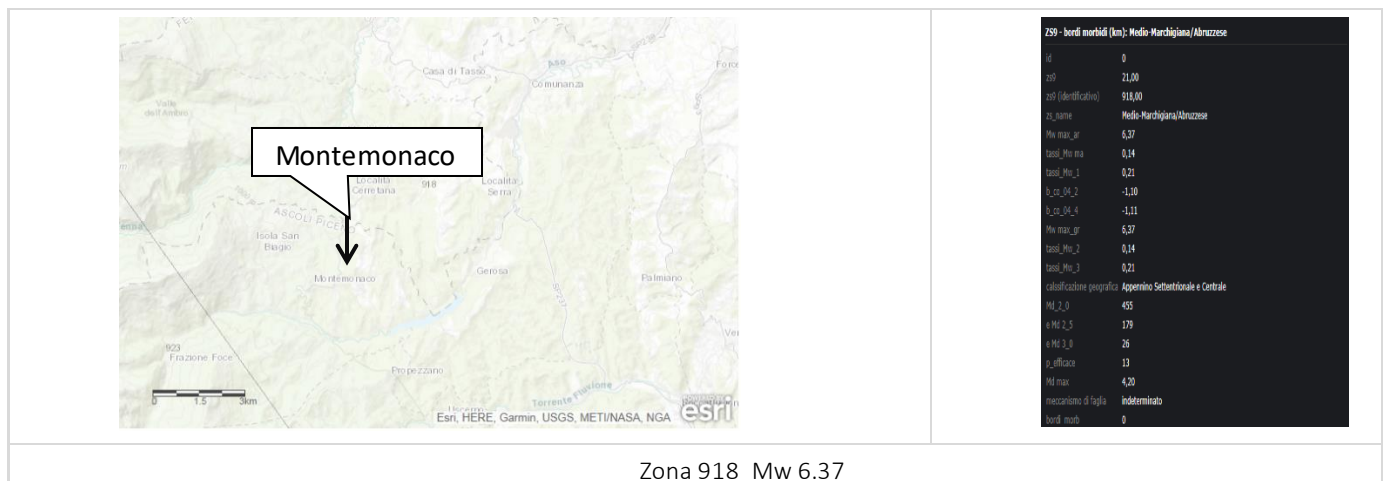 Casa di Tasso
Aso
Comunanza
Valle
dell'Ambro
Montemonaco
Località
Cerretana
918
Località
Serra
ASCOLI PICENO
Isola San
Biagio
Montemonaco
Gerosa
SP237
Palmiano
923
Frazione Foce
Propezzano
Torrente Fluvione
0 1.5 3km
Esri, HERE, Garmin, USGS, METI/NASA, NGA
esri
ZS9 - bordi morbidi (km): Medio-Marchigiana/Abruzzese
id 0
zs9 21,00
zs9 (identificativo) 918,00
zs_name Medio-Marchigiana/Abruzzese
Mw max_ar 6,37
tassi_Mw ma 0,14
tassi_Mw_1 0,21
b_co_04_2 -1,10
b_co_04_4 -1,11
Mw max_gr 6,37
tassi_Mw_2 0,14
tassi_Mw_3 0,21
calssificazione geografica Appennino Settentrionale e Centrale
Md_2_0 455
e Md 2_5 179
e Md 3_0 26
p_efficace 13
Md max 4,20
meccanismo di faglia indeterminato
bordi_morb 0
Zona 918 Mw 6.37